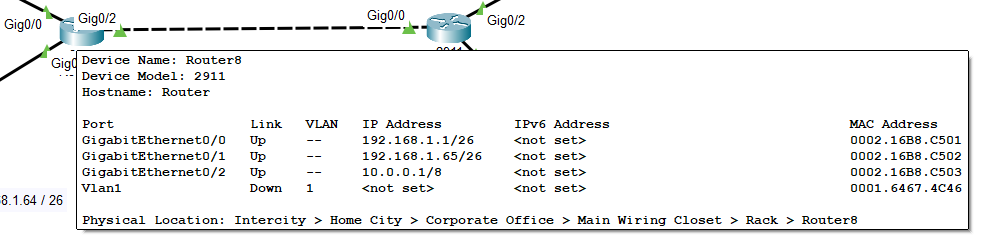 Gig0/0 Gig0/2 Gig0/0 Gig0/2
Device Name: Router8
Device Model: 2911
Hostname: Router
Port Link VLAN IP Address IPv6 Address MAC Address
GigabitEthernet0/0 Up -- 192.168.1.1/26 <not set> 0002.16B8.C501
GigabitEthernet0/1 Up -- 192.168.1.65/26 <not set> 0002.16B8.C502
GigabitEthernet0/2 Up -- 10.0.0.1/8 <not set> 0002.16B8.C503
Vlan1 Down 1 <not set> <not set> 0001.6467.4C46
8.1.64 / 26
Physical Location: Intercity > Home City > Corporate Office > Main Wiring Closet > Rack > Router8